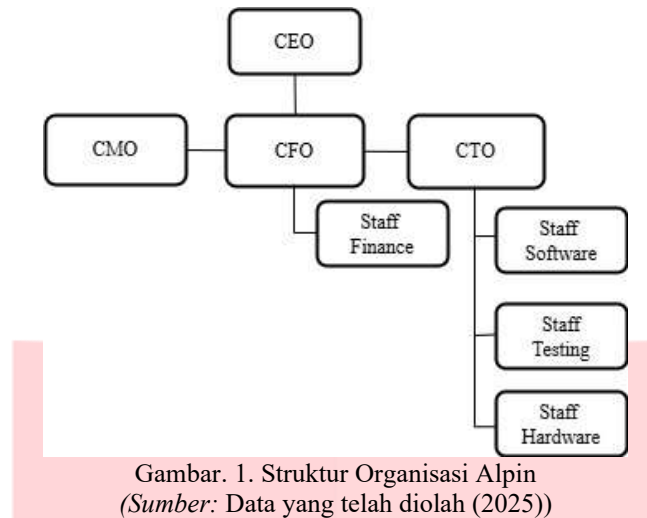 CEO
CMO
CFO
CTO
Staff
Finance
Staff
Software
Staff
Testing
Staff
Hardware
Gambar. 1. Struktur Organisasi Alpin
(Sumber: Data yang telah diolah (2025))